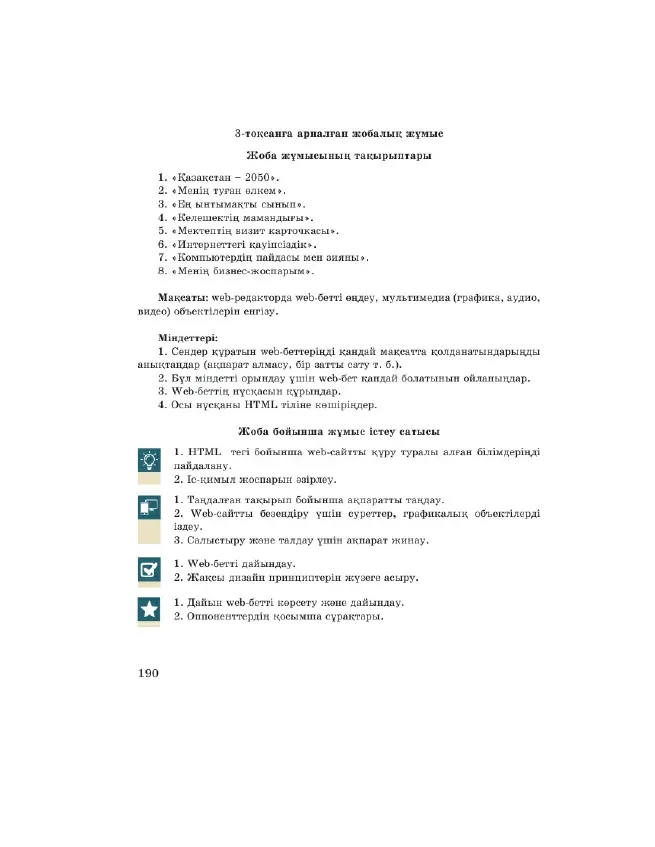 3-тоқсанға арналған жобалық жұмыс
Жоба жұмысының тақырыптары
1. «Қазақстан – 2050».
2. «Менің туған өлкем».
3. «Ең ынтымақты сынып».
4. «Келешектің мамандығы».
5. «Мектептің визит карточкасы».
6. «Интернеттегі қауіпсіздік».
7. «Компьютердің пайдасы мен зияны».
8. «Менің бизнес-жоспарым».
Мақсаты: web-редакторда web-бетті өңдеу, мультимедиа (графика, аудио,
видео) объектілерін енгізу.
Міндеттері:
1. Сендер құратын web-беттеріңді қандай мақсатта қолданатындарыңды
анықтаңдар (ақпарат алмасу, бір затты сату т. б.).
2. Бұл міндетті орындау үшін web-бет қандай болатынын ойланыңдар.
3. Web-беттің нұсқасын құрыңдар.
4. Осы нұсқаны HTML тіліне көшіріңдер.
Жоба бойынша жұмыс істеу сатысы
1. HTML тегі бойынша web-сайтты құру туралы алған білімдеріңді
пайдалану.
2. Іс-қимыл жоспарын әзірлеу.
1. Таңдалған тақырып бойынша ақпаратты таңдау.
2. Web-сайтты безендіру үшін суреттер, графикалық объектілерді
іздеу.
3. Салыстыру және талдау үшін ақпарат жинау.
1. Web-бетті дайындау.
2. Жақсы дизайн принциптерін жүзеге асыру.
1. Дайын web-бетті көрсету және дайындау.
2. Оппоненттердің қосымша сұрақтары.
190